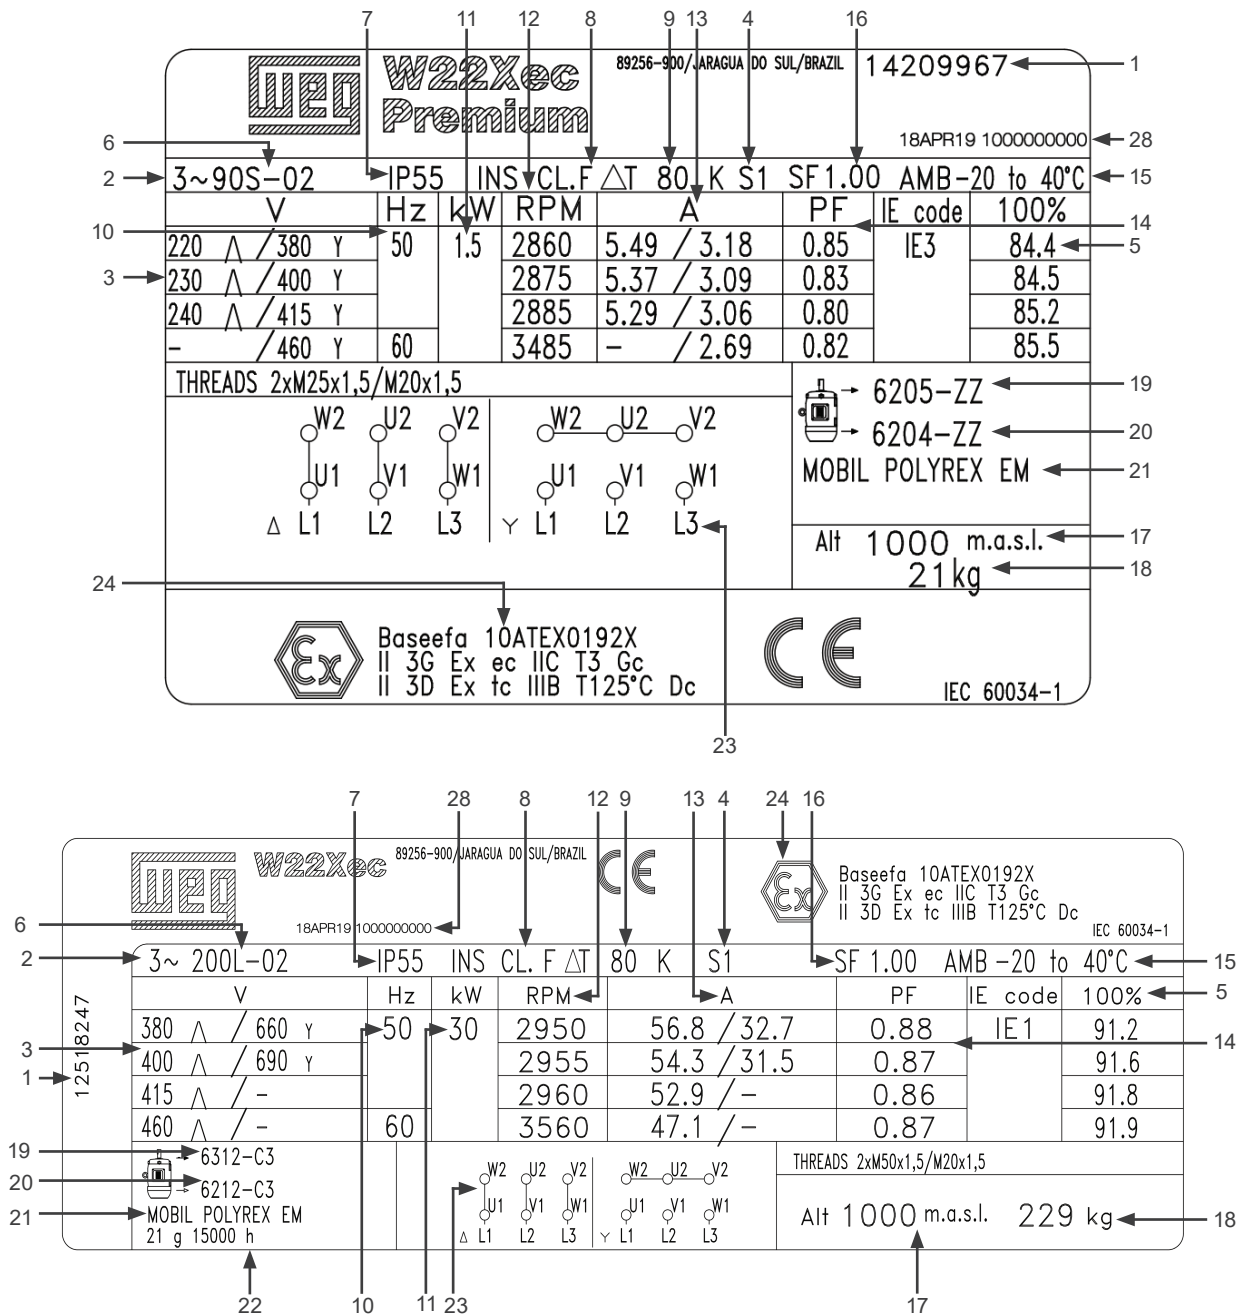 7 11 12 8 9 13 4 16
WEG W22Xec 89256-900/JARAGUA DO SUL/BRAZIL 14209967 1
Premium
18APR19 1000000000 28
6
2 3~90S-02 IP55 INS CL.F △T 80 K S1 SF1.00 AMB-20 to 40°C 15
V Hz kW RPM A PF IE code 100%
14
10 220 /380 Y 50 1.5 2860 5.49 / 3.18 0.85 IE3 84.4 5
3 230 /400 Y 2875 5.37 / 3.09 0.83 84.5
240 /415 Y 2885 5.29 / 3.06 0.80 85.2
- /460 Y 60 3485 - / 2.69 0.82 85.5
THREADS 2xM25x1,5/M20x1,5
6205-ZZ 19
W2 U2 V2 W2 U2 V2
6204-ZZ 20
MOBIL POLYREX EM 21
U1 V1 W1 U1 V1 W1
△ L1 L2 L3 Y L1 L2 L3
Alt 1000 m.a.s.l. 17
21kg 18
24
Ex Baseefa 10ATEX0192X CE
II 3G Ex ec IIC T3 Gc
II 3D Ex tc IIIB T125°C Dc
IEC 60034-1
23
7 28 8 12 9 13 4 24 16
WEG W22Xec 89256-900/JARAGUA DO SUL/BRAZIL CE
Ex Baseefa 10ATEX0192X
II 3G Ex ec IIC T3 Gc
II 3D Ex tc IIIB T125°C Dc
6 18APR19 1000000000 IEC 60034-1
2 3~ 200L-02 IP55 INS CL. F △T 80 K S1 SF 1.00 AMB -20 to 40°C 15
V Hz kW RPM A PF IE code 100% 5
380 / 660 Y 50 30 2950 56.8 / 32.7 0.88 IE1 91.2
14
3 400 / 690 Y 2955 54.3 / 31.5 0.87 91.6
1 12518247
415 / - 2960 52.9 / - 0.86 91.8
460 / - 60 3560 47.1 / - 0.87 91.9
19 6312-C3
20 6212-C3
21 MOBIL POLYREX EM
21 g 15000 h
W2 U2 V2 W2 U2 V2
U1 V1 W1 U1 V1 W1
△ L1 L2 L3 Y L1 L2 L3
THREADS 2xM50x1,5/M20x1,5
Alt 1000 m.a.s.l. 229 kg 18
22 10 11 23 17